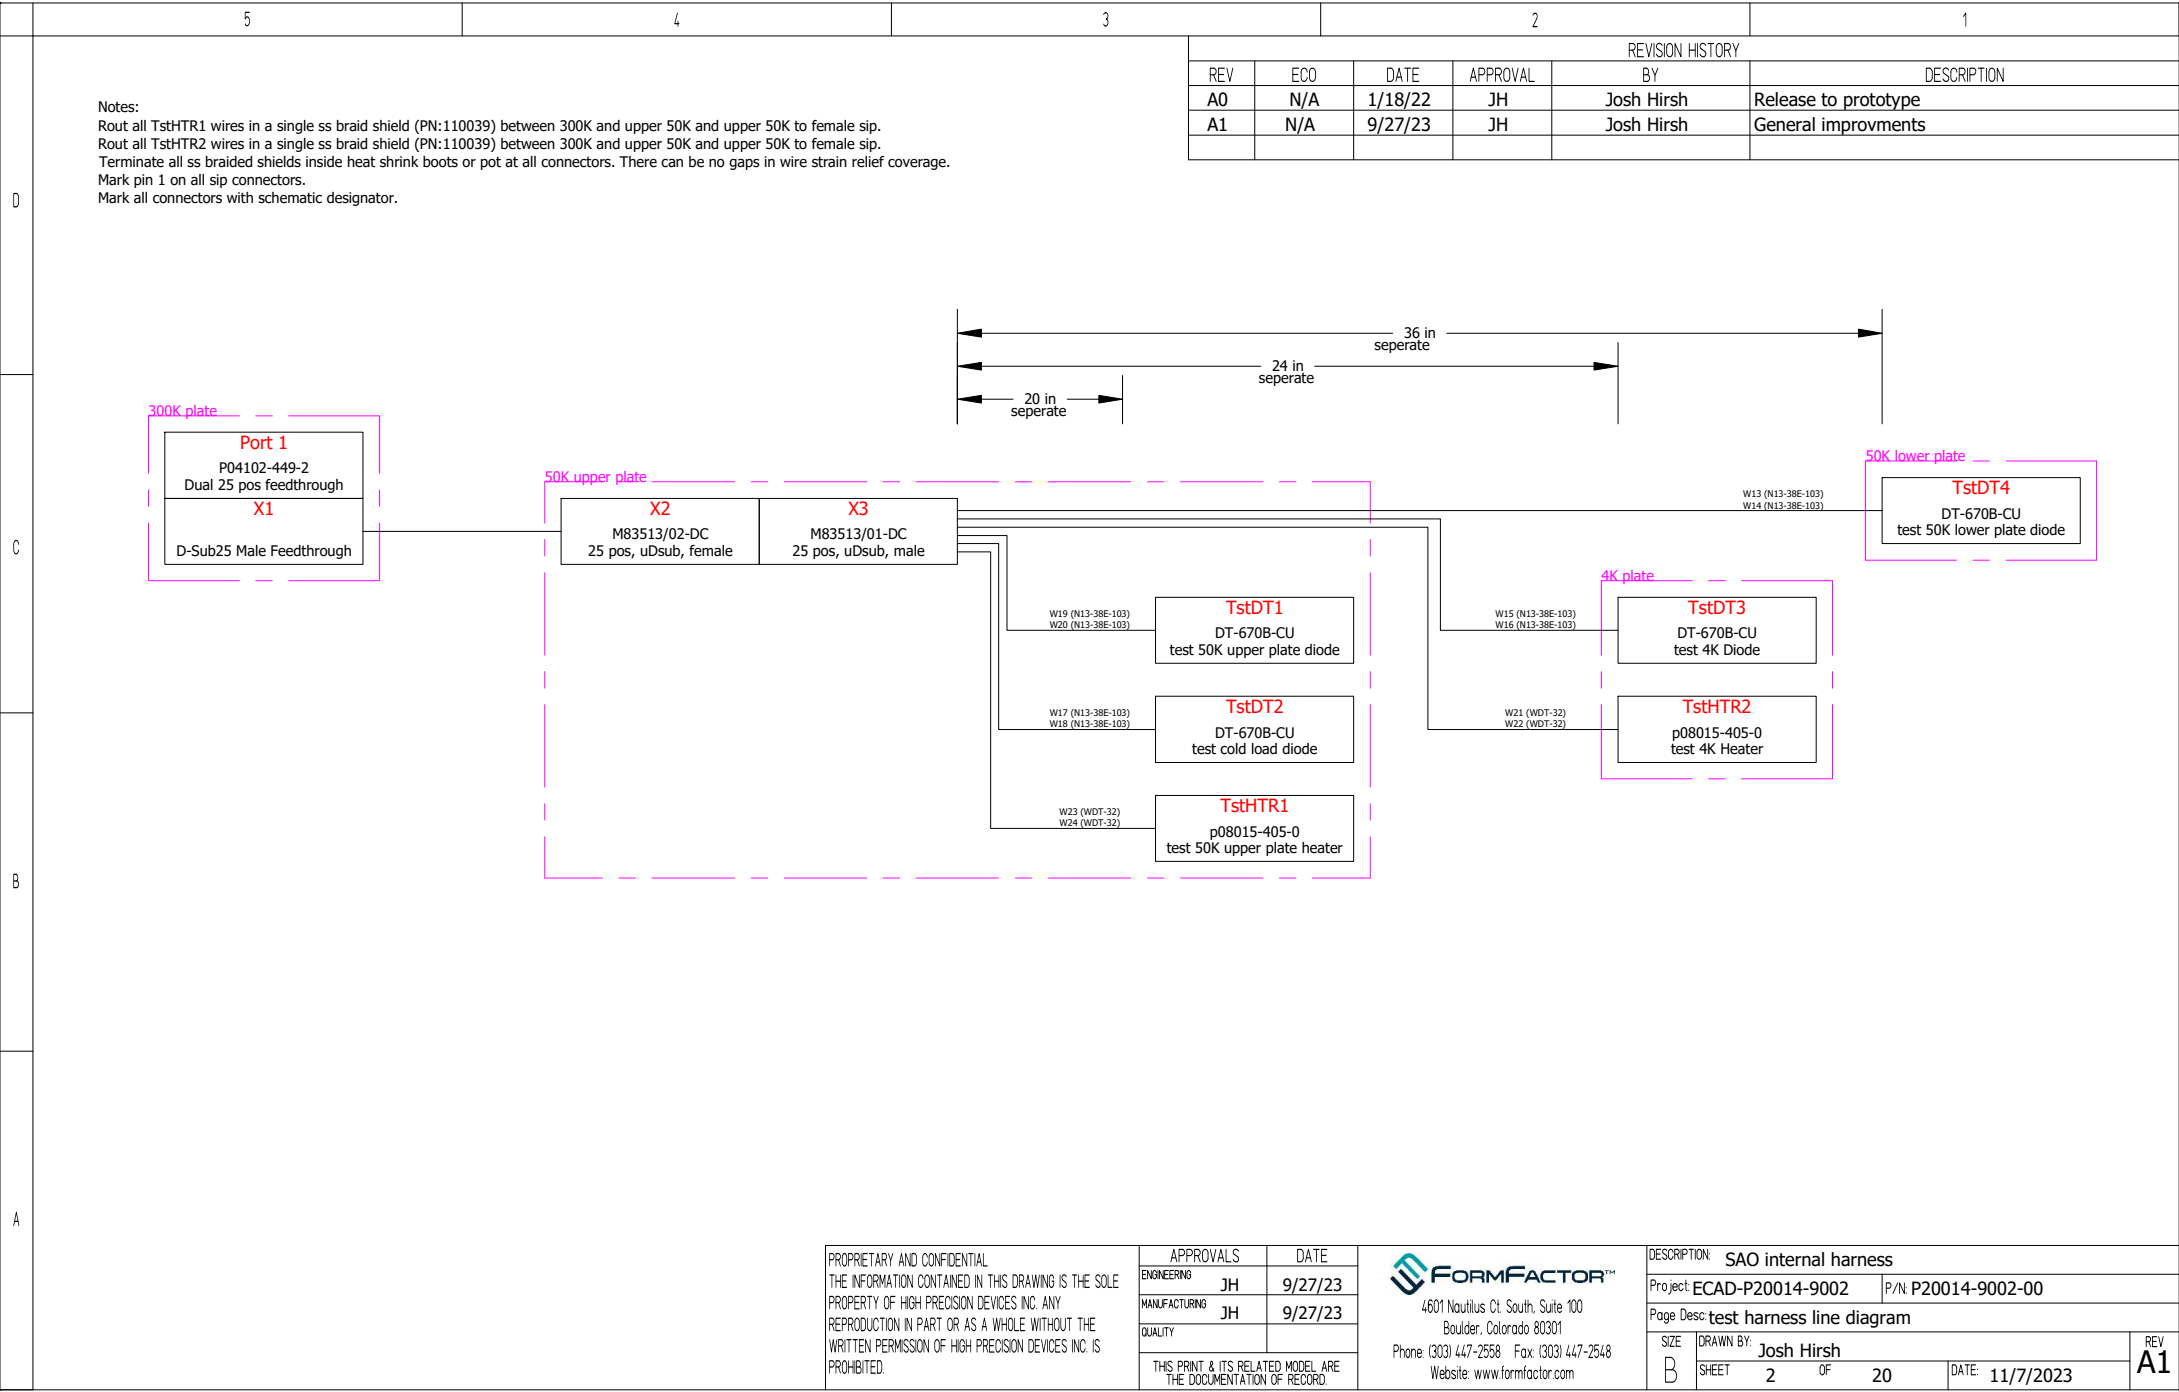 5 4 3 2 1
REVISION HISTORY
REV ECO DATE APPROVAL BY DESCRIPTION
A0 N/A 1/18/22 JH Josh Hirsh Release to prototype
A1 N/A 9/27/23 JH Josh Hirsh General improvments
Notes:
Rout all TstHTR1 wires in a single ss braid shield (PN:110039) between 300K and upper 50K and upper 50K to female sip.
Rout all TstHTR2 wires in a single ss braid shield (PN:110039) between 300K and upper 50K and upper 50K to female sip.
Terminate all ss braided shields inside heat shrink boots or pot at all connectors. There can be no gaps in wire strain relief coverage.
Mark pin 1 on all sip connectors.
Mark all connectors with schematic designator.
D
36 in
seperate
24 in
seperate
20 in
seperate
300K plate
Port 1
P04102-449-2
Dual 25 pos feedthrough
X1
D-Sub25 Male Feedthrough
50K upper plate
X2
M83513/02-DC
25 pos, uDsub, female
X3
M83513/01-DC
25 pos, uDsub, male
W13 (N13-38E-103)
W14 (N13-38E-103)
50K lower plate
TstDT4
DT-670B-CU
test 50K lower plate diode
C
W19 (N13-38E-103)
W20 (N13-38E-103)
TstDT1
DT-670B-CU
test 50K upper plate diode
W15 (N13-38E-103)
W16 (N13-38E-103)
4K plate
TstDT3
DT-670B-CU
test 4K Diode
W17 (N13-38E-103)
W18 (N13-38E-103)
TstDT2
DT-670B-CU
test cold load diode
W21 (WDT-32)
W22 (WDT-32)
TstHTR2
p08015-405-0
test 4K Heater
W23 (WDT-32)
W24 (WDT-32)
TstHTR1
p08015-405-0
test 50K upper plate heater
B
A
PROPRIETARY AND CONFIDENTIAL
THE INFORMATION CONTAINED IN THIS DRAWING IS THE SOLE
PROPERTY OF HIGH PRECISION DEVICES INC. ANY
REPRODUCTION IN PART OR AS A WHOLE WITHOUT THE
WRITTEN PERMISSION OF HIGH PRECISION DEVICES INC. IS
PROHIBITED.
APPROVALS DATE
ENGINEERING JH 9/27/23
MANUFACTURING JH 9/27/23
QUALITY
THIS PRINT & ITS RELATED MODEL ARE
THE DOCUMENTATION OF RECORD.
FORMFACTOR™
4601 Nautilus Ct. South, Suite 100
Boulder, Colorado 80301
Phone: (303) 447-2558 Fax: (303) 447-2548
Website: www.formfactor.com
DESCRIPTION: SAO internal harness
Project: ECAD-P20014-9002 P/N: P20014-9002-00
Page Desc: test harness line diagram
SIZE B DRAWN BY: Josh Hirsh REV A1
SHEET 2 OF 20 DATE: 11/7/2023